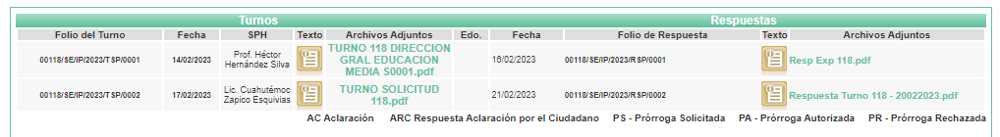 Turnos Respuestas
Folio del Turno Fecha SPH Texto Archivos Adjuntos Edo. Fecha Folio de Respuesta Texto Archivos Adjuntos
00118/SE/IP/2023/TSP/0001 14/02/2023 Prof. Héctor Hernández Silva TURNO 118 DIRECCION GRAL EDUCACION MEDIA S0001.pdf 16/02/2023 00118/SE/IP/2023/RSP/0001 Resp Exp 118.pdf
00118/SE/IP/2023/TSP/0002 17/02/2023 Lic. Cuahutémoc Zapico Esquivias TURNO SOLICITUD 118.pdf 21/02/2023 00118/SE/IP/2023/RSP/0002 Respuesta Turno 118 - 20022023.pdf
AC Aclaración ARC Respuesta Aclaración por el Ciudadano PS - Prórroga Solicitada PA - Prórroga Autorizada PR - Prórroga Rechazada